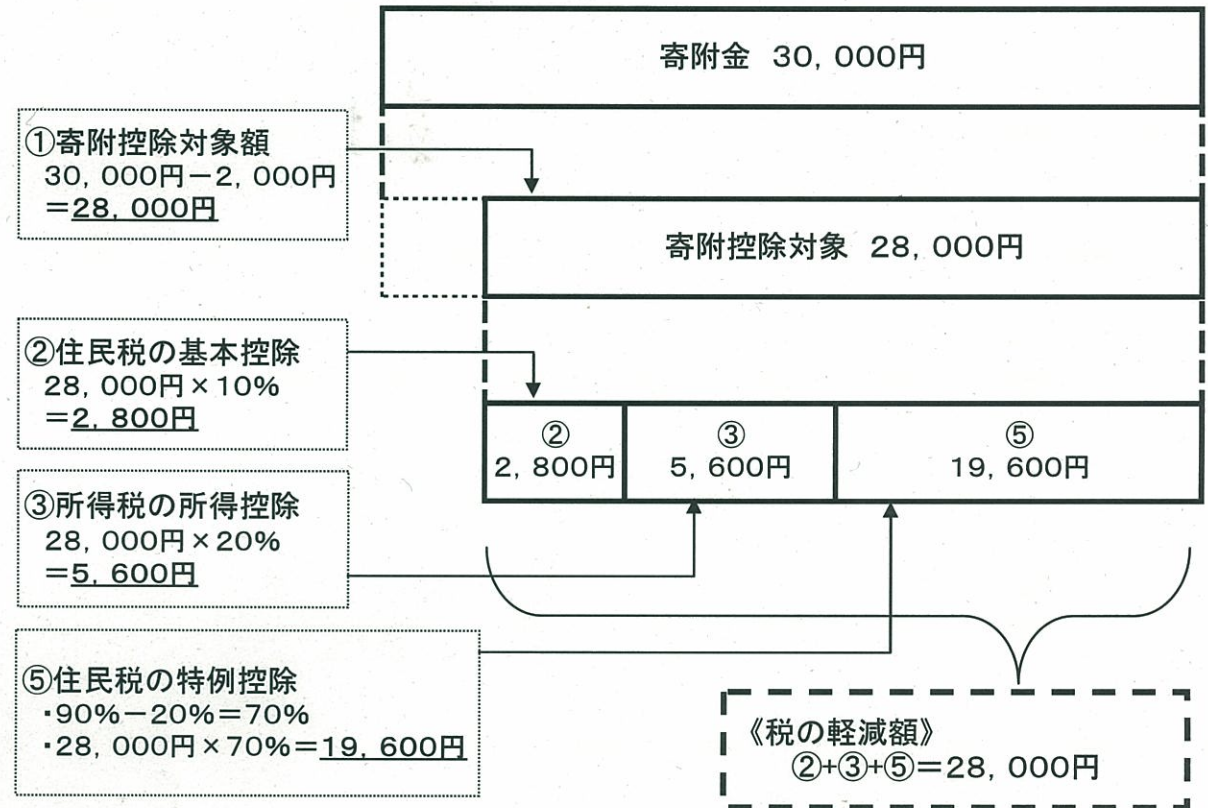 寄附金 30,000円
①寄附控除対象額
30,000円－2,000円
＝28,000円
寄附控除対象 28,000円
②住民税の基本控除
28,000円×10%
＝2,800円
②
2,800円
③
5,600円
⑤
19,600円
③所得税の所得控除
28,000円×20%
＝5,600円
⑤住民税の特例控除
・90%－20%＝70%
・28,000円×70%＝19,600円
《税の軽減額》
②+③+⑤＝28,000円